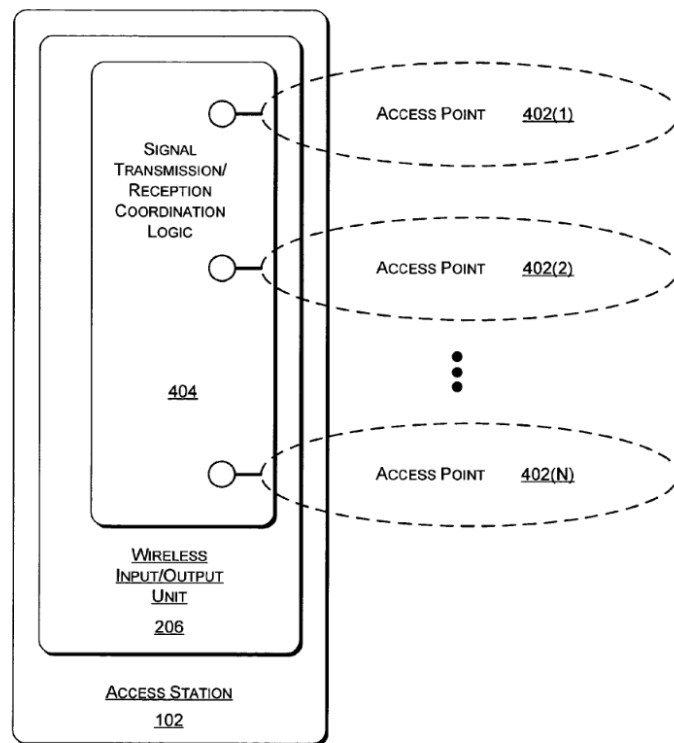 ACCESS POINT 402(1)
SIGNAL
TRANSMISSION/
RECEPTION
COORDINATION
LOGIC
ACCESS POINT 402(2)
404
ACCESS POINT 402(N)
WIRELESS
INPUT/OUTPUT
UNIT
206
ACCESS STATION
102